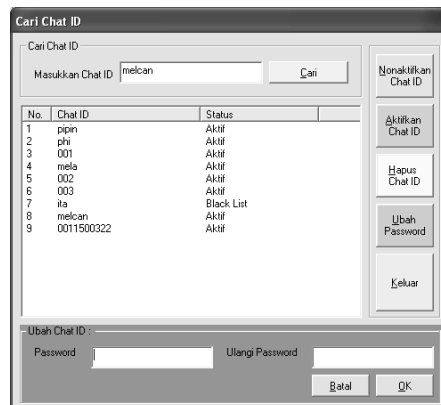 Cari Chat ID
Cari Chat ID
Masukkan Chat ID melcan Cari
No. Chat ID Status
1 pipin Aktif
2 phi Aktif
3 001 Aktif
4 mela Aktif
5 002 Aktif
6 003 Aktif
7 ita Black List
8 melcan Aktif
9 0011500322 Aktif
Nonaktifkan
Chat ID
Aktifkan
Chat ID
Hapus
Chat ID
Ubah
Password
Keluar
Ubah Chat ID :
Password Ulangi Password
Batal OK